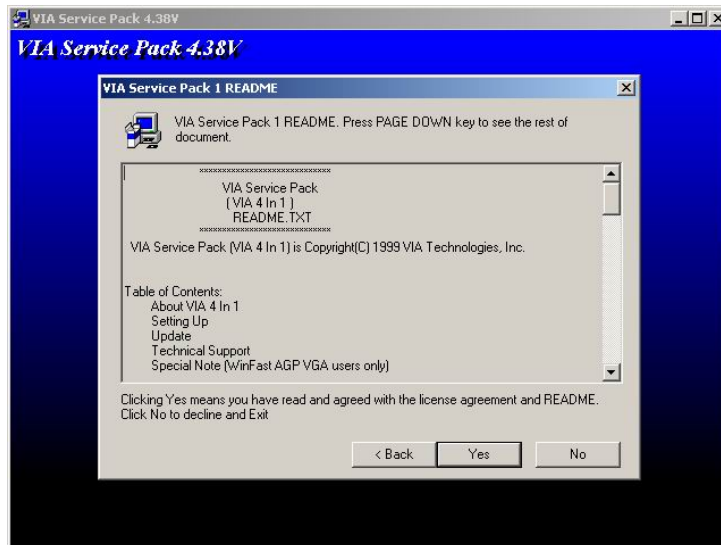 VIA Service Pack 4.38V
VIA Service Pack 4.38V
VIA Service Pack 1 README
VIA Service Pack 1 README. Press PAGE DOWN key to see the rest of
document.
xxxxxxxxxxxxxxxxxxxxxxxxxxxxx
VIA Service Pack
( VIA 4 In 1 )
README.TXT
xxxxxxxxxxxxxxxxxxxxxxxxxxxxx
VIA Service Pack (VIA 4 In 1) is Copyright(C) 1999 VIA Technologies, Inc.
Table of Contents:
About VIA 4 In 1
Setting Up
Update
Technical Support
Special Note (WinFast AGP VGA users only)
Clicking Yes means you have read and agreed with the license agreement and README.
Click No to decline and Exit
< Back
Yes
No